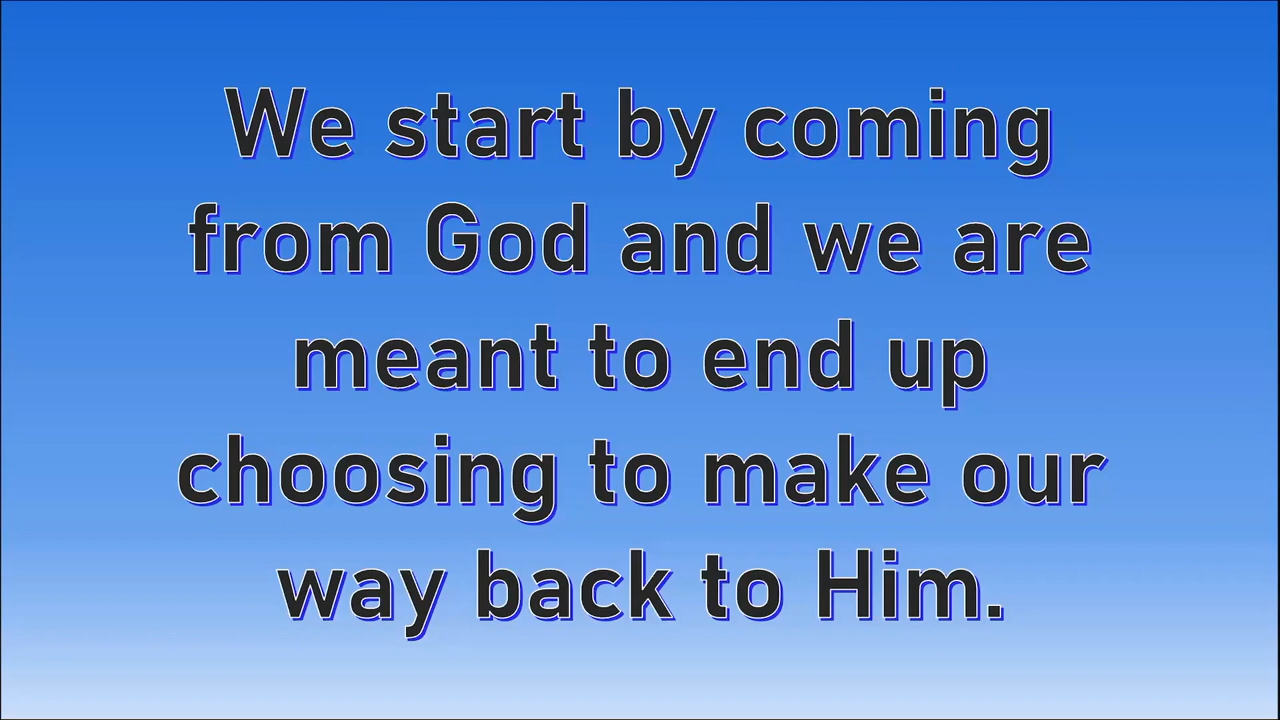 We start by coming
from God and we are
meant to end up
choosing to make our
way back to Him.